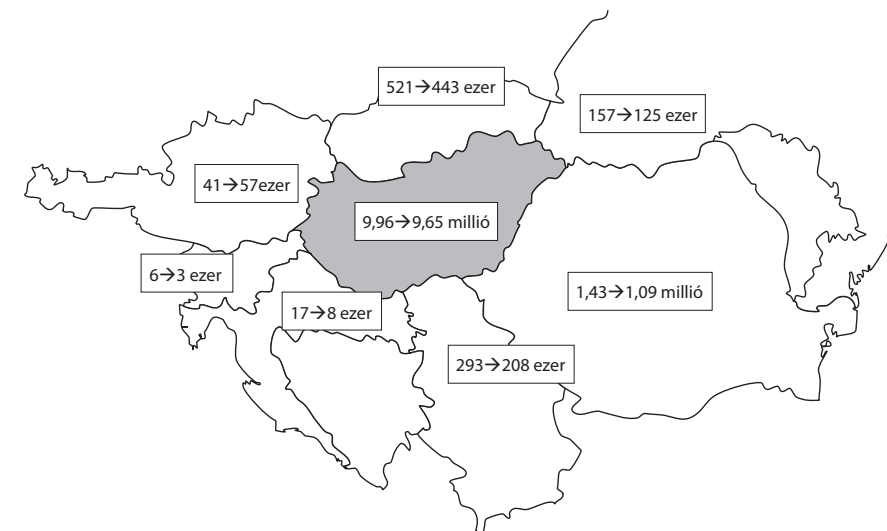 521→443 ezer
157→125 ezer
41→57ezer
9,96→9,65 millió
6→3 ezer
1,43→1,09 millió
17→8 ezer
293→208 ezer